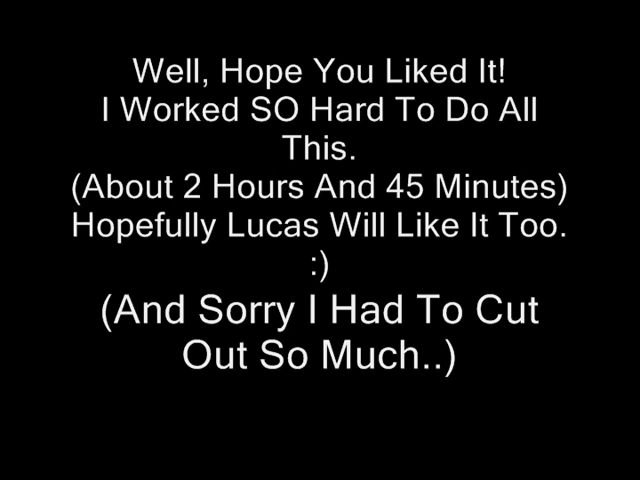 Well, Hope You Liked It!
I Worked SO Hard To Do All
This.
(About 2 Hours And 45 Minutes)
Hopefully Lucas Will Like It Too.
:)
(And Sorry I Had To Cut
Out So Much..)